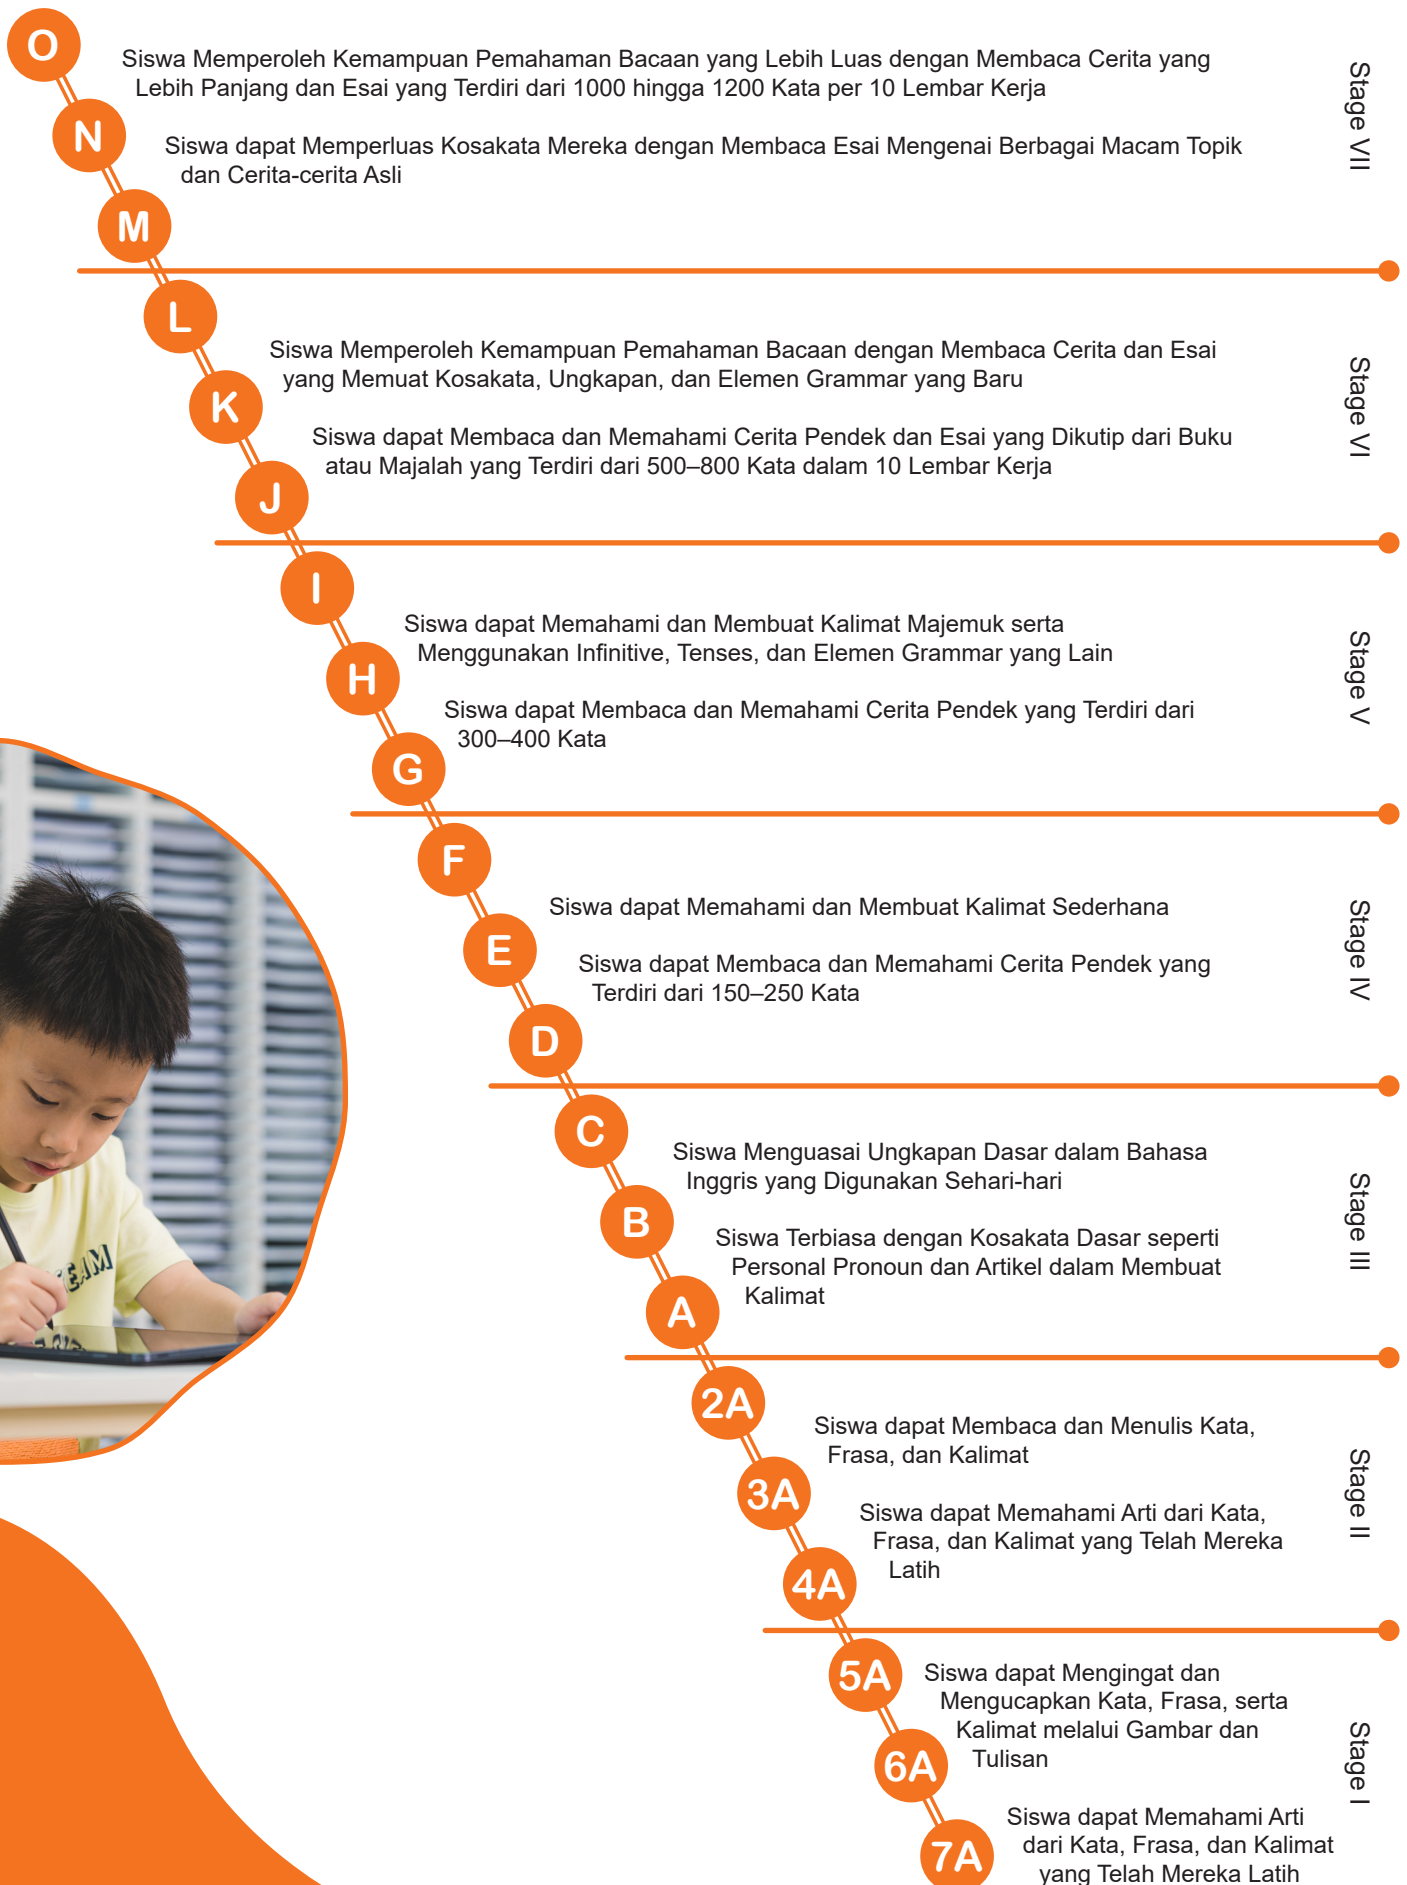 O
Siswa Memperoleh Kemampuan Pemahaman Bacaan yang Lebih Luas dengan Membaca Cerita yang
Lebih Panjang dan Esai yang Terdiri dari 1000 hingga 1200 Kata per 10 Lembar Kerja
Stage VII
N
Siswa dapat Memperluas Kosakata Mereka dengan Membaca Esai Mengenai Berbagai Macam Topik
dan Cerita-cerita Asli
M
L
Siswa Memperoleh Kemampuan Pemahaman Bacaan dengan Membaca Cerita dan Esai
yang Memuat Kosakata, Ungkapan, dan Elemen Grammar yang Baru
Stage VI
K
Siswa dapat Membaca dan Memahami Cerita Pendek dan Esai yang Dikutip dari Buku
atau Majalah yang Terdiri dari 500–800 Kata dalam 10 Lembar Kerja
J
I
Siswa dapat Memahami dan Membuat Kalimat Majemuk serta
Menggunakan Infinitive, Tenses, dan Elemen Grammar yang Lain
Stage V
H
Siswa dapat Membaca dan Memahami Cerita Pendek yang Terdiri dari
300–400 Kata
G
F
Siswa dapat Memahami dan Membuat Kalimat Sederhana
Stage IV
E
Siswa dapat Membaca dan Memahami Cerita Pendek yang
Terdiri dari 150–250 Kata
D
C
Siswa Menguasai Ungkapan Dasar dalam Bahasa
Inggris yang Digunakan Sehari-hari
Stage III
B
Siswa Terbiasa dengan Kosakata Dasar seperti
Personal Pronoun dan Artikel dalam Membuat
Kalimat
A
2A
Siswa dapat Membaca dan Menulis Kata,
Frasa, dan Kalimat
Stage II
3A
Siswa dapat Memahami Arti dari Kata,
Frasa, dan Kalimat yang Telah Mereka
Latih
4A
5A
Siswa dapat Mengingat dan
Mengucapkan Kata, Frasa, serta
Kalimat melalui Gambar dan
Tulisan
Stage I
6A
Siswa dapat Memahami Arti
dari Kata, Frasa, dan Kalimat
yang Telah Mereka Latih
7A